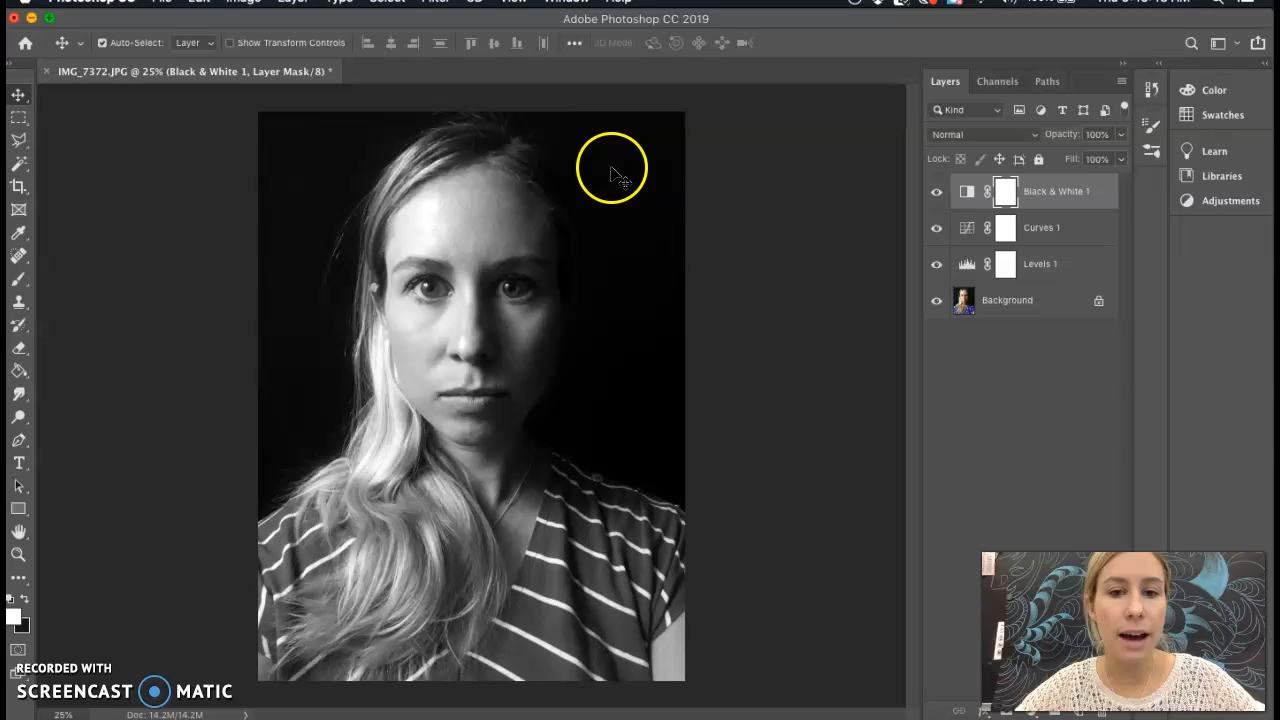 Adobe Photoshop CC 2019
Auto-Select: Layer Show Transform Controls 3D Mode:
IMG_7372.JPG @ 25% (Black & White 1, Layer Mask/8) *
Layers Channels Paths
Kind
Normal Opacity: 100%
Lock: Fill: 100%
Black & White 1
Curves 1
Levels 1
Background
Color
Swatches
Learn
Libraries
Adjustments
RECORDED WITH
SCREENCAST MATIC
25% Doc: 14.2M/14.2M